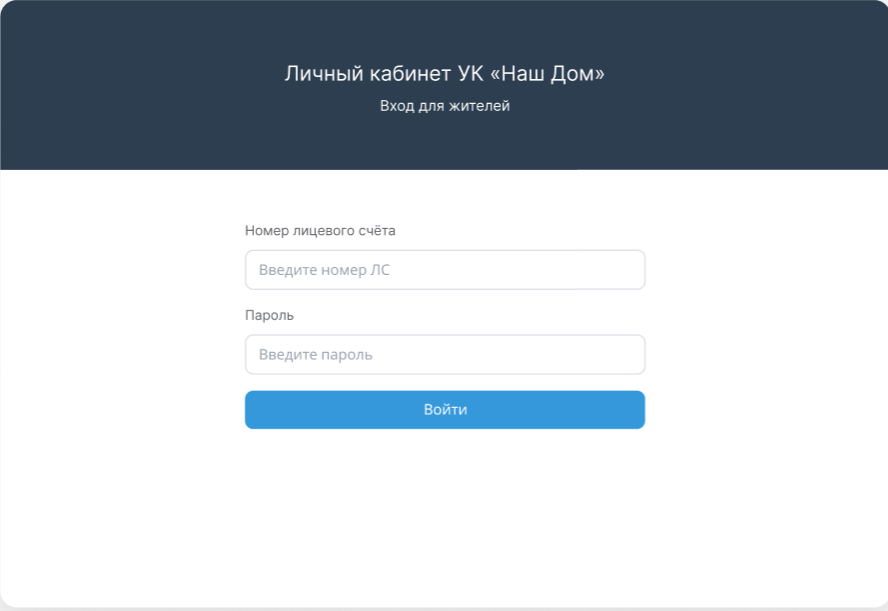 Личный кабинет УК «Наш Дом»
Вход для жителей
Номер лицевого счёта
Введите номер ЛС
Пароль
Введите пароль
Войти